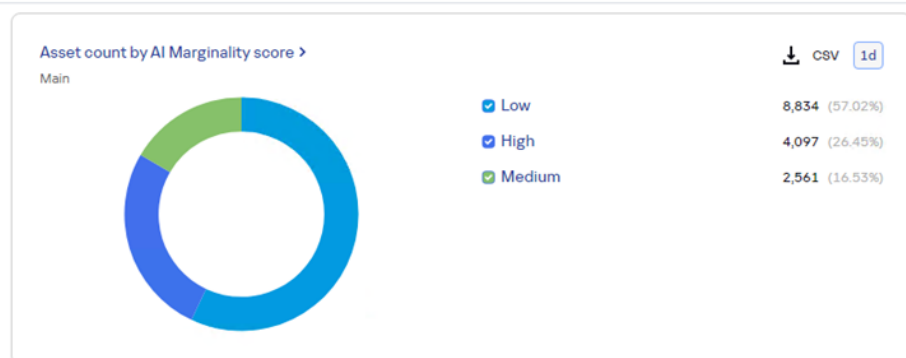 Asset count by AI Marginality score >
CSV 1d
Main
Low 8,834 (57.02%)
High 4,097 (26.45%)
Medium 2,561 (16.53%)